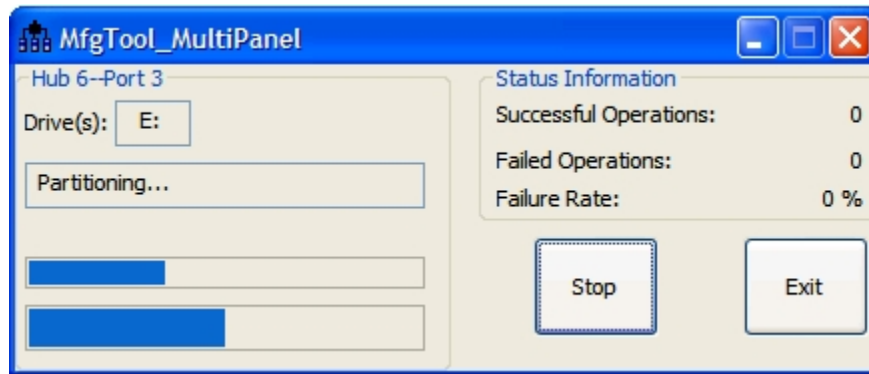 MfgTool_MultiPanel
Hub 6--Port 3
Drive(s): E:
Partitioning...
Status Information
Successful Operations: 0
Failed Operations: 0
Failure Rate: 0 %
Stop
Exit